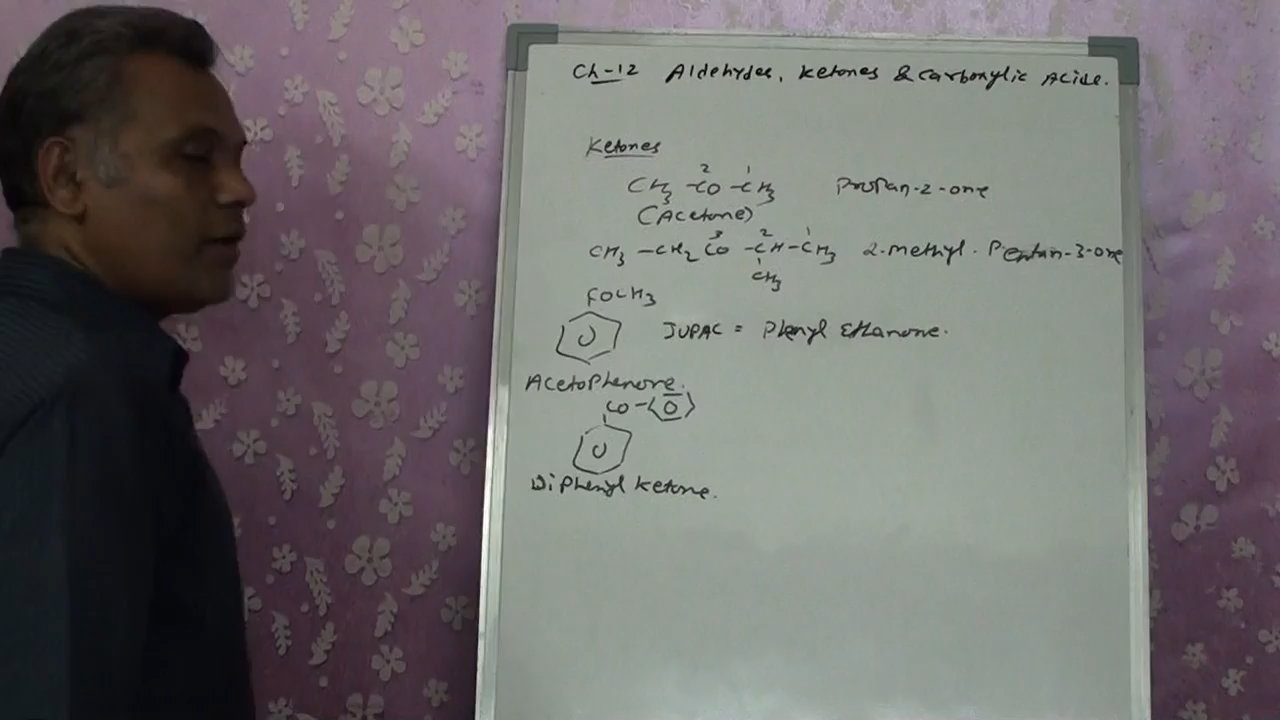 Ch-12 Aldehydes, Ketones & Carboxylic Acids.
Ketones
2 1
CH3 - CO - CH3 Propan-2-one
(Acetone)
3 2 1
CH3 - CH2 CO - CH - CH3 2-methyl-Pentan-3-one
CH3
COCH3
IUPAC = Phenyl Ethanone.
AcetoPhenone.
CO -
DiPhenyl Ketone.